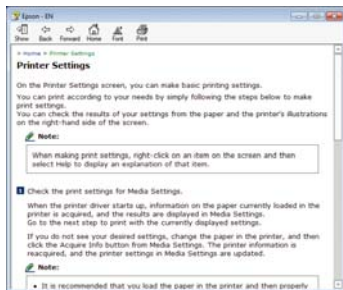 Epson - EN
Show Back Forward Home Font Print
> Home > Printer Settings
Printer Settings
On the Printer Settings screen, you can make basic printing settings.
You can print according to your needs by simply following the steps below to make
print settings.
You can check the results of your settings from the paper and the printer's illustrations
on the right-hand side of the screen.
Note:
When making print settings, right-click on an item on the screen and then
select Help to display an explanation of that item.
1 Check the print settings for Media Settings.
When the printer driver starts up, information on the paper currently loaded in the
printer is acquired, and the results are displayed in Media Settings.
Go to the next step to print with the currently displayed settings.
If you do not see your desired settings, change the paper in the printer, and then
click the Acquire Info button from Media Settings. The printer information is
reacquired, and the printer settings in Media Settings are updated.
Note:
• It is recommended that you load the paper in the printer and then properly